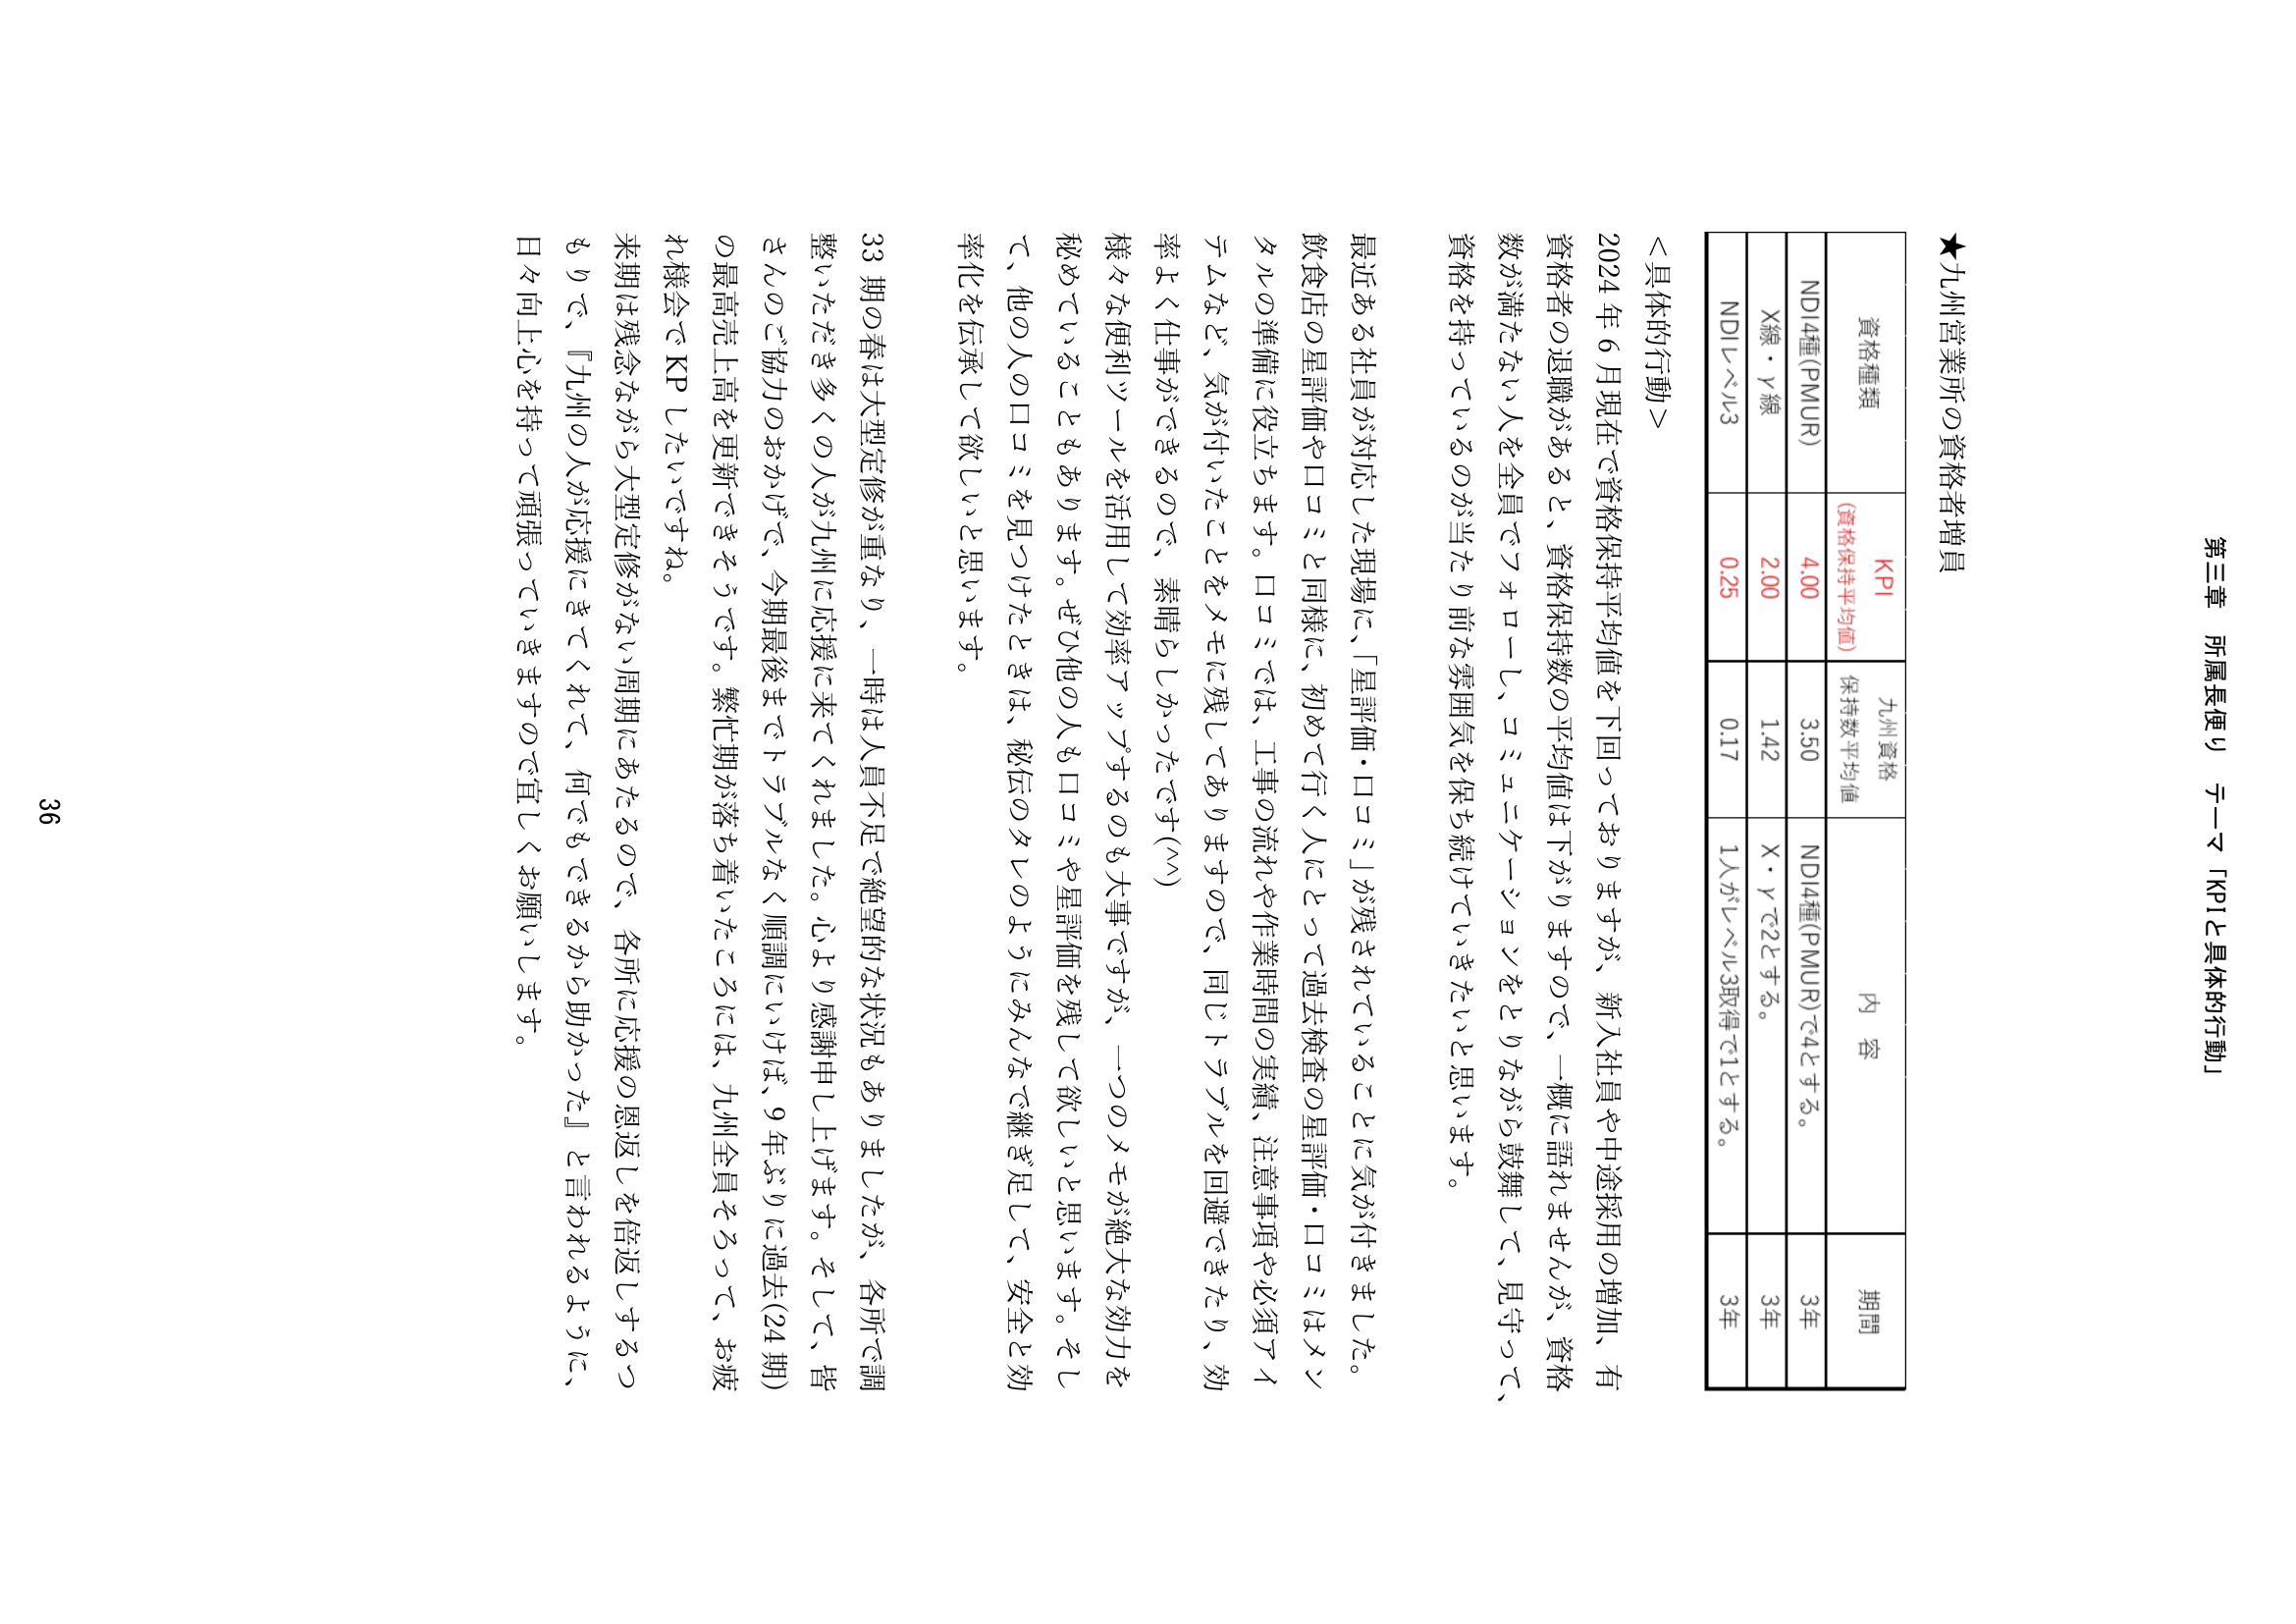 第三章　所属長便り　テーマ「KPIと具体的行動」
★九州営業所の資格者増員
資格種類 KPI (資格保持平均値) 九州資格 保持数平均値 内　容 期間
NDI4種(PMUR) 4.00 3.50 NDI4種(PMUR)で4とする。 3年
X線・γ線 2.00 1.42 X・γで2とする。 3年
NDIレベル3 0.25 0.17 1人がレベル3取得で1とする。 3年
＜具体的行動＞
2024年6月現在で資格保持平均値を下回っておりますが、新入社員や中途採用の増加、有
資格者の退職があると、資格保持数の平均値は下がりますので、一概に語れませんが、資格
数が満たない人を全員でフォローし、コミュニケーションをとりながら鼓舞して、見守って、
資格を持っているのが当たり前な雰囲気を保ち続けていきたいと思います。
最近ある社員が対応した現場に、「星評価・口コミ」が残されていることに気が付きました。
飲食店の星評価や口コミと同様に、初めて行く人にとって過去検査の星評価・口コミはメン
タルの準備に役立ちます。口コミでは、工事の流れや作業時間の実績、注意事項や必須アイ
テムなど、気が付いたことをメモに残してありますので、同じトラブルを回避できたり、効
率よく仕事ができるので、素晴らしかったです(^^)
様々な便利ツールを活用して効率アップするのも大事ですが、一つのメモが絶大な効力を
秘めていることもあります。ぜひ他の人も口コミや星評価を残して欲しいと思います。そし
て、他の人の口コミを見つけたときは、秘伝のタレのようにみんなで継ぎ足して、安全と効
率化を伝承して欲しいと思います。
33期の春は大型定修が重なり、一時は人員不足で絶望的な状況もありましたが、各所で調
整いただき多くの人が九州に応援に来てくれました。心より感謝申し上げます。そして、皆
さんのご協力のおかげで、今期最後までトラブルなく順調にいけば、9年ぶりに過去(24期)
の最高売上高を更新できそうです。繁忙期が落ち着いたころには、九州全員そろって、お疲
れ様会でKPしたいですね。
来期は残念ながら大型定修がない周期にあたるので、各所に応援の恩返しを倍返しするつ
もりで、『九州の人が応援にきてくれて、何でもできるから助かった』と言われるように、
日々向上心を持って頑張っていきますので宜しくお願いします。
36